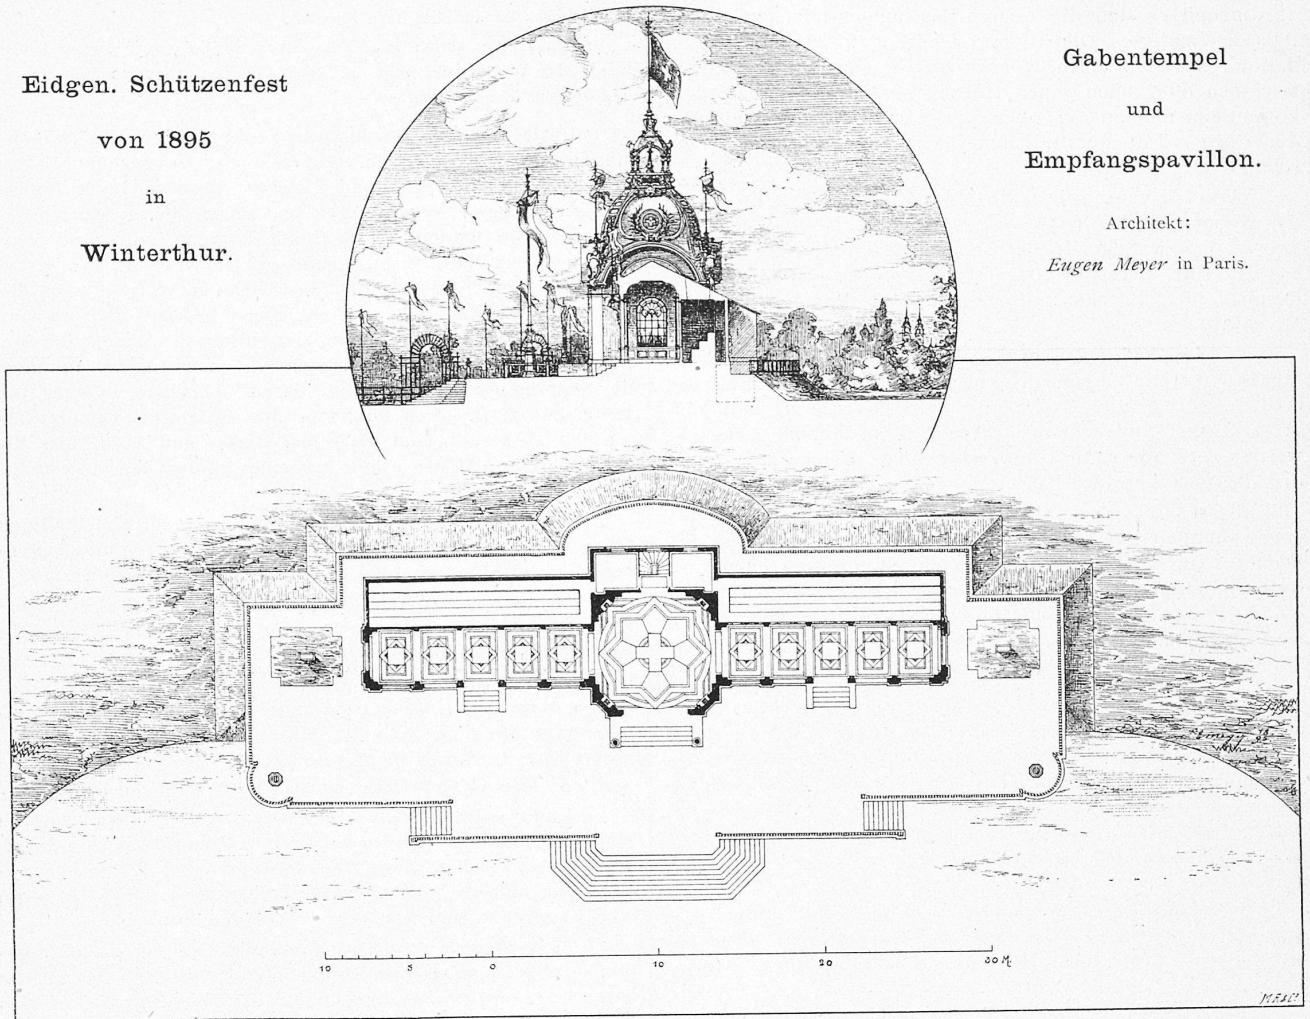 Eidgen. Schützenfest
von 1895
in
Winterthur.
Gabentempel
und
Empfangspavillon.
Architekt:
Eugen Meyer in Paris.
10 5 0 10 20 30 M.